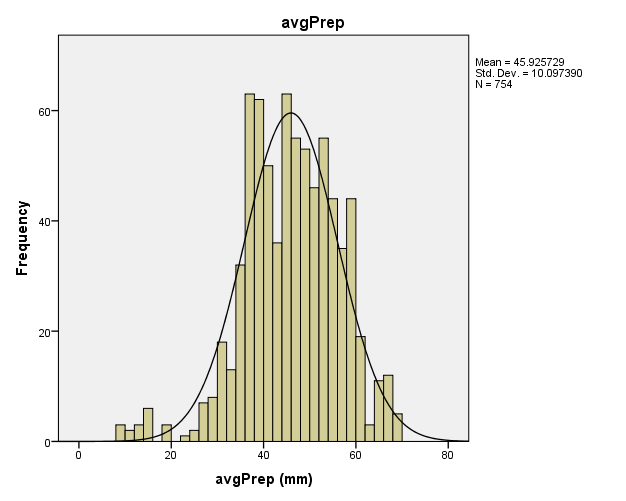 avgPrep
Mean = 45.925729
Std. Dev. = 10.097390
N = 754
60
40
20
0
Frequency
0 20 40 60 80
avgPrep (mm)